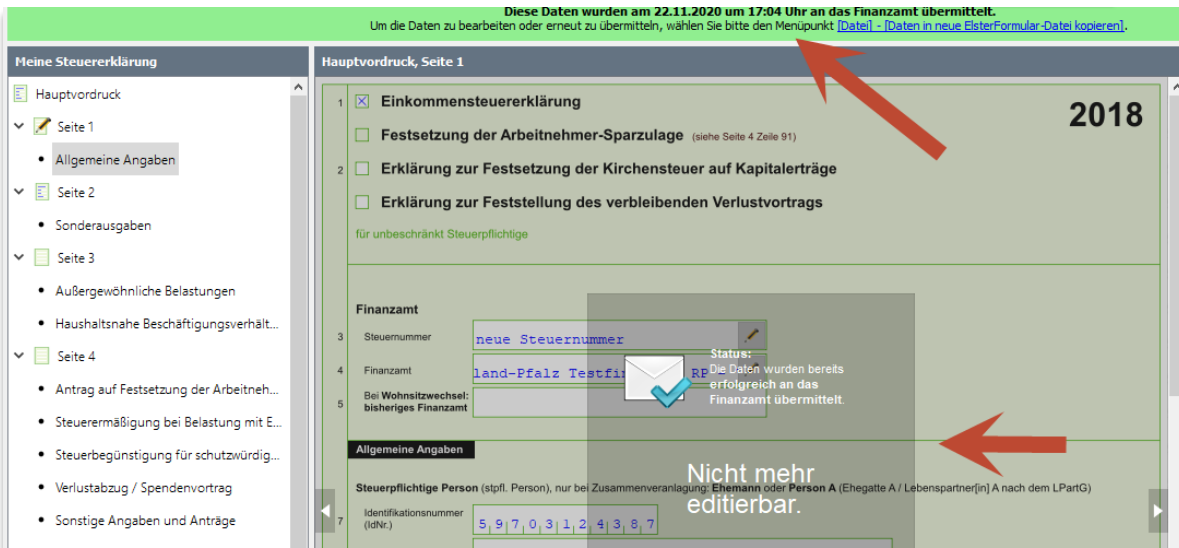 Diese Daten wurden am 22.11.2020 um 17:04 Uhr an das Finanzamt übermittelt.
Um die Daten zu bearbeiten oder erneut zu übermitteln, wählen Sie bitte den Menüpunkt [Datei] - [Daten in neue ElsterFormular-Datei kopieren].
Meine Steuererklärung
Hauptvordruck
Seite 1
Allgemeine Angaben
Seite 2
Sonderausgaben
Seite 3
Außergewöhnliche Belastungen
Haushaltsnahe Beschäftigungsverhält...
Seite 4
Antrag auf Festsetzung der Arbeitneh...
Steuerermäßigung bei Belastung mit E...
Steuerbegünstigung für schutzwürdig...
Verlustabzug / Spendenvortrag
Sonstige Angaben und Anträge
Hauptvordruck, Seite 1
1 Einkommensteuererklärung
2018
Festsetzung der Arbeitnehmer-Sparzulage (siehe Seite 4 Zeile 91)
2 Erklärung zur Festsetzung der Kirchensteuer auf Kapitalerträge
Erklärung zur Feststellung des verbleibenden Verlustvortrags
für unbeschränkt Steuerpflichtige
Finanzamt
3 Steuernummer neue Steuernummer
4 Finanzamt land-Pfalz Testfi RP -
5 Bei Wohnsitzwechsel:
bisheriges Finanzamt
Status:
Die Daten wurden bereits
erfolgreich an das
Finanzamt übermittelt.
Allgemeine Angaben
Nicht mehr
editierbar.
Steuerpflichtige Person (stpfl. Person), nur bei Zusammenveranlagung: Ehemann oder Person A (Ehegatte A / Lebenspartner[in] A nach dem LPartG)
7 Identifikationsnummer
(IdNr.) 5 9 7 0 3 1 2 4 3 8 7